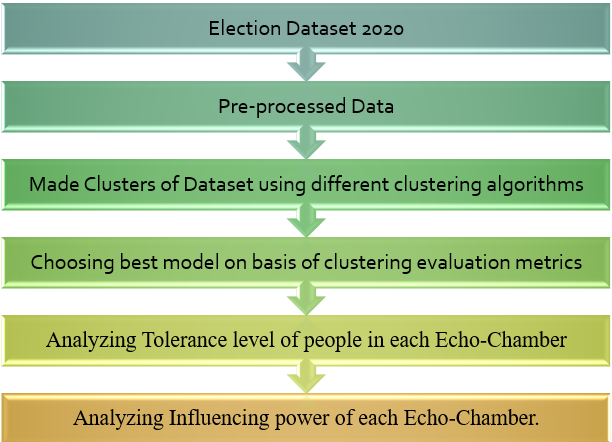 Election Dataset 2020
Pre-processed Data
Made Clusters of Dataset using different clustering algorithms
Choosing best model on basis of clustering evaluation metrics
Analyzing Tolerance level of people in each Echo-Chamber
Analyzing Influencing power of each Echo-Chamber.